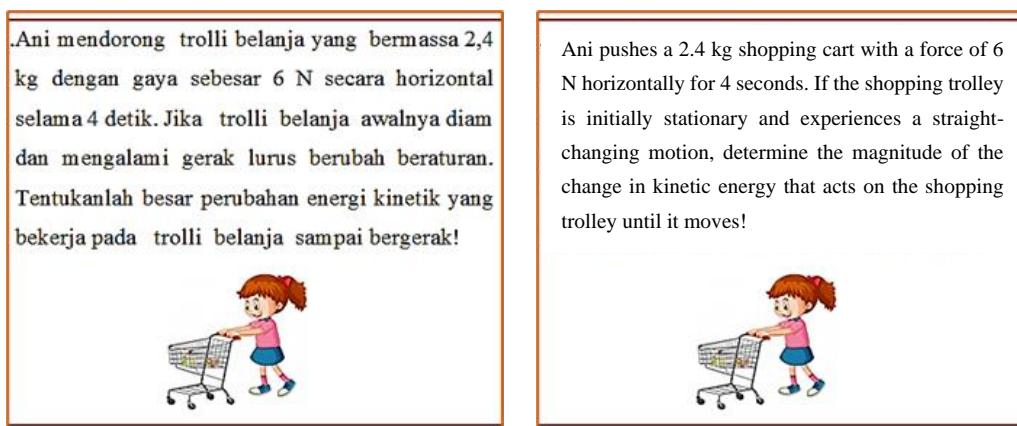 .Ani mendorong trolli belanja yang bermassa 2,4
kg dengan gaya sebesar 6 N secara horizontal
selama 4 detik. Jika trolli belanja awalnya diam
dan mengalami gerak lurus berubah beraturan.
Tentukanlah besar perubahan energi kinetik yang
bekerja pada trolli belanja sampai bergerak!
Ani pushes a 2.4 kg shopping cart with a force of 6
N horizontally for 4 seconds. If the shopping trolley
is initially stationary and experiences a straight-
changing motion, determine the magnitude of the
change in kinetic energy that acts on the shopping
trolley until it moves!